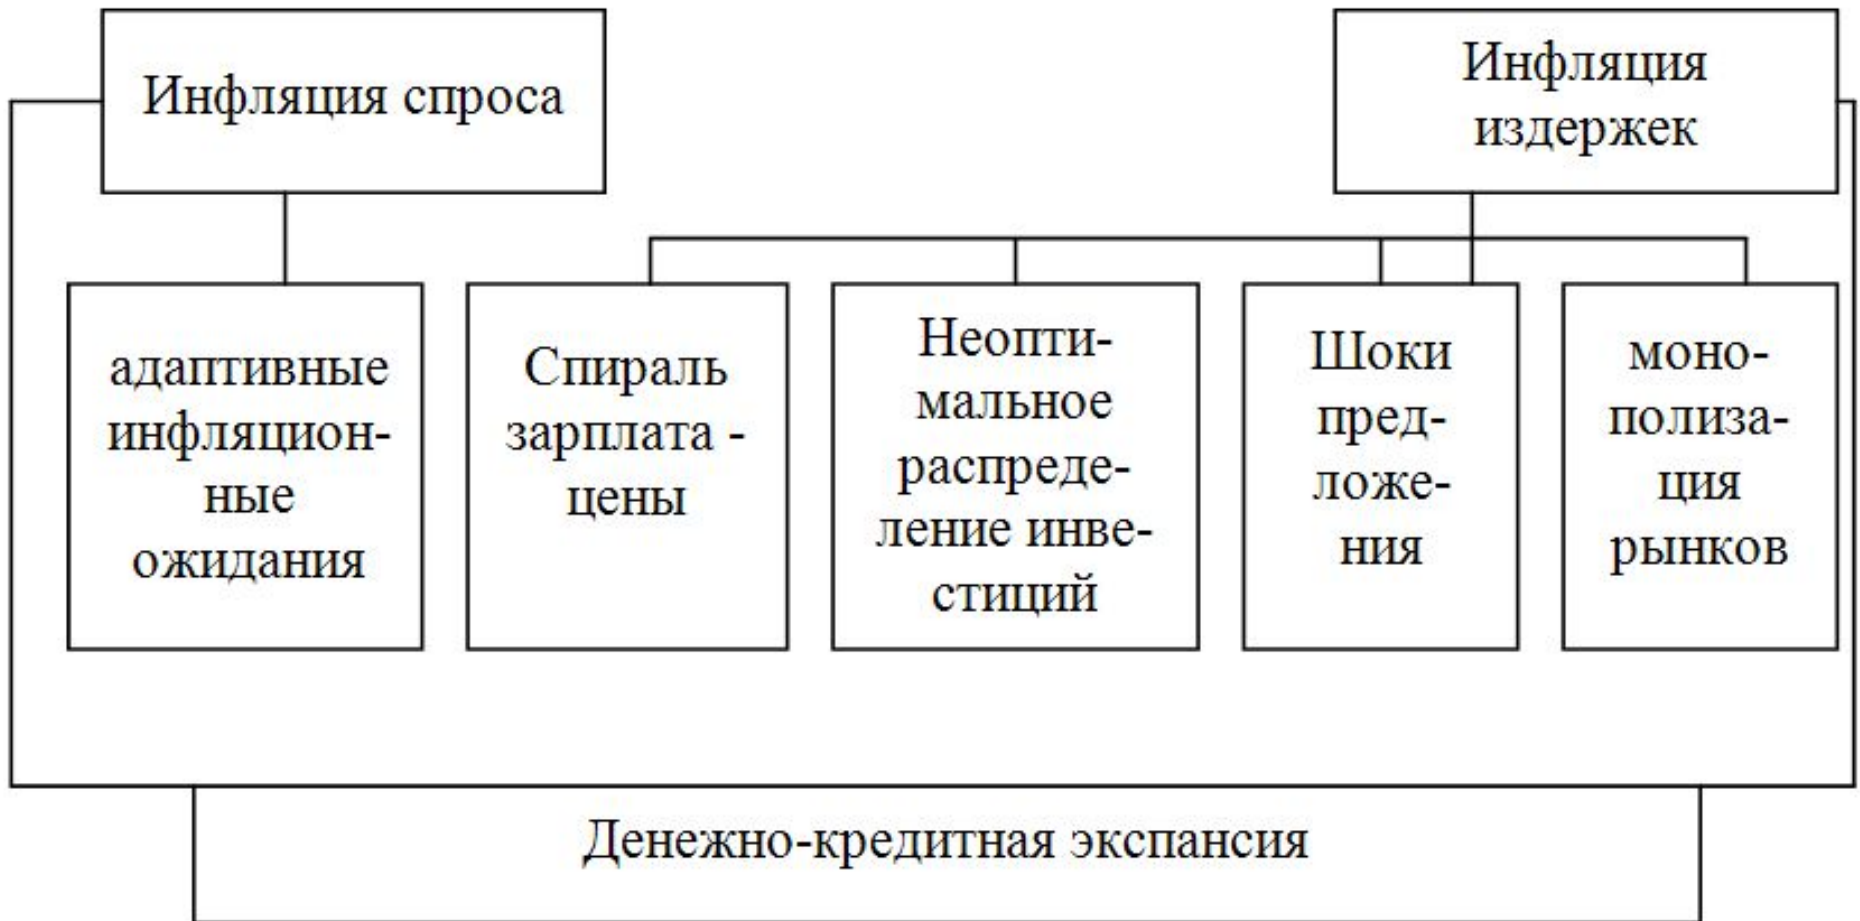 Инфляция спроса
Инфляция
издержек
адаптивные
инфляцион-
ные
ожидания
Спираль
зарплата -
цены
Неопти-
мальное
распреде-
ление инве-
стиций
Шоки
пред-
ложе-
ния
моно-
полиза-
ция
рынков
Денежно-кредитная экспансия